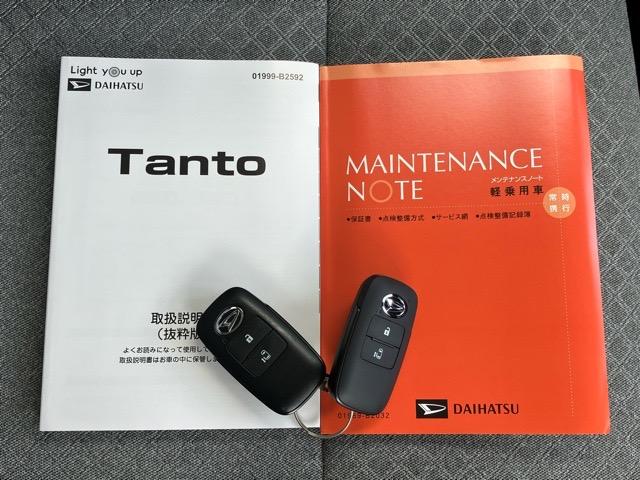 Light you up
DAIHATSU
01999-B2592
Tanto
取扱説明
（抜粋版
よくお読みになって使用して
取扱説明書はお車の中に保管しま
MAINTENANCE
NOTE
メンテナンスノート
軽乗用車
常時
携行
●保証書 ●点検整備方式 ●サービス網 ●点検整備記録簿
DAIHATSU